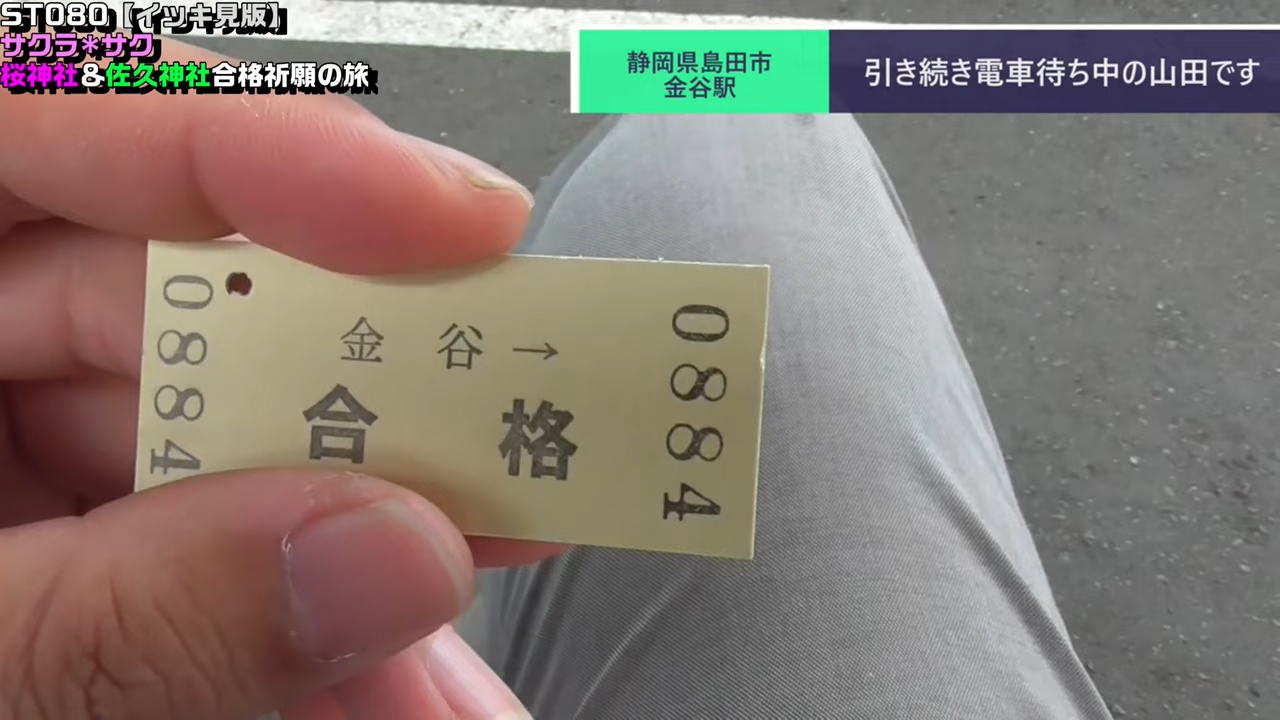 ST080【イッキ見版】
サクラ*サク
桜神社&佐久神社合格祈願の旅
静岡県島田市
金谷駅
引き続き電車待ち中の山田です
0884
金谷→
合格
0884